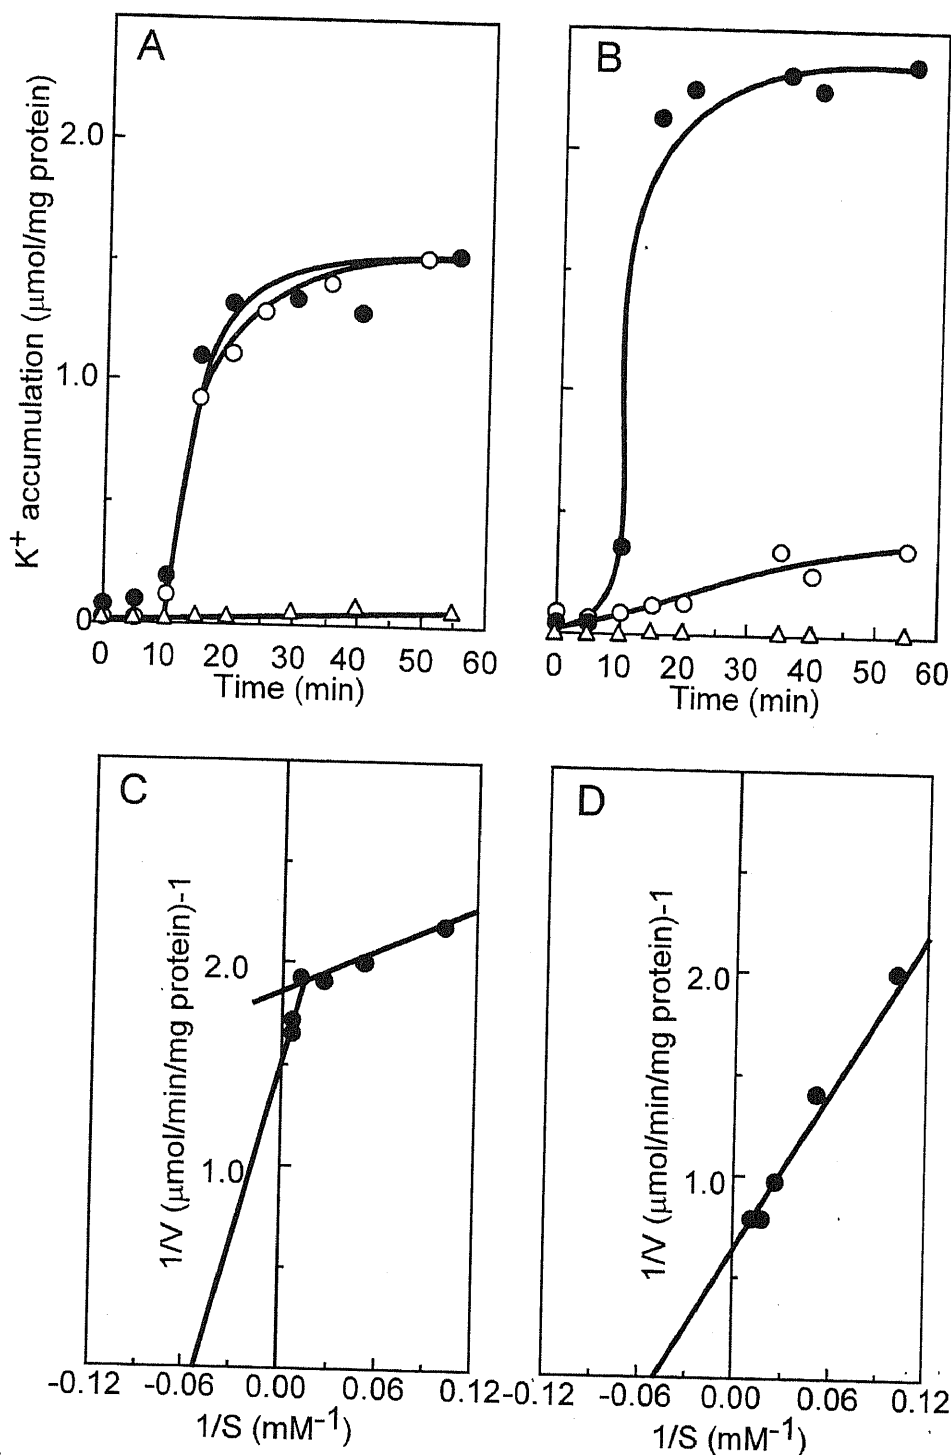 A
K+ accumulation (μmol/mg protein)
2.0
1.0
0
0 10 20 30 40 50 60
Time (min)
B
0 10 20 30 40 50 60
Time (min)
C
1/V (μmol/min/mg protein)-1
2.0
1.0
-0.12 -0.06 0.00 0.06 0.12
1/S (mM-1)
D
1/V (μmol/min/mg protein)-1
2.0
1.0
-0.12 -0.06 0.00 0.06 0.12
1/S (mM-1)